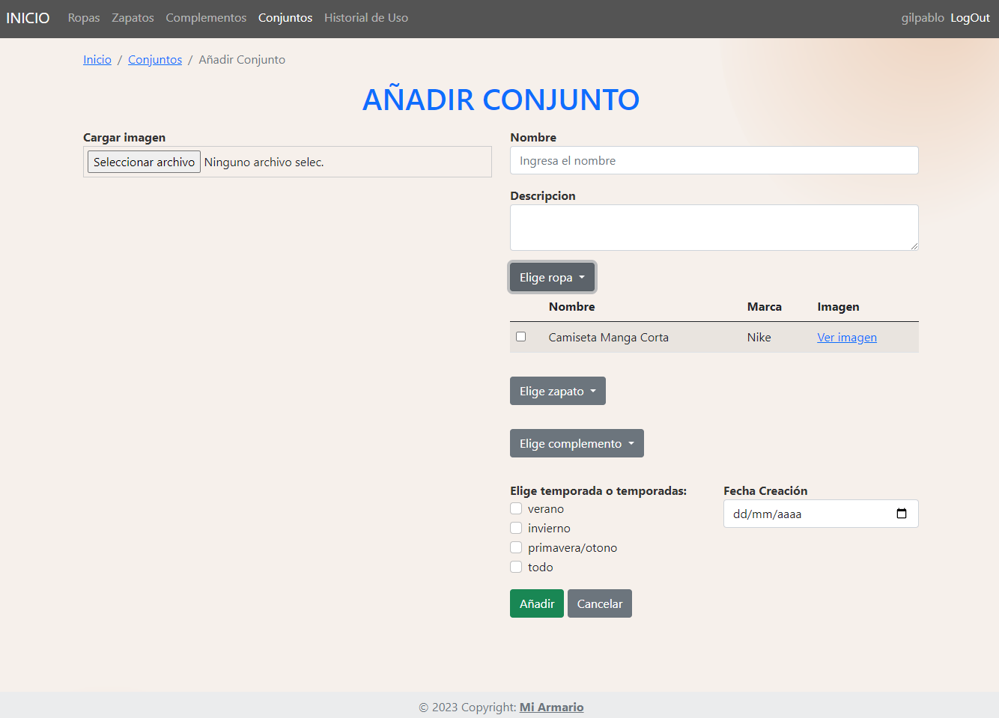 INICIO Ropas Zapatos Complementos Conjuntos Historial de Uso gilpablo LogOut
Inicio / Conjuntos / Añadir Conjunto
AÑADIR CONJUNTO
Cargar imagen
Seleccionar archivo Ninguno archivo selec.
Nombre
Ingresa el nombre
Descripcion
Elige ropa
Nombre Marca Imagen
Camiseta Manga Corta Nike Ver imagen
Elige zapato
Elige complemento
Elige temporada o temporadas:
verano
invierno
primavera/otono
todo
Fecha Creación
dd/mm/aaaa
Añadir Cancelar
© 2023 Copyright: Mi Armario